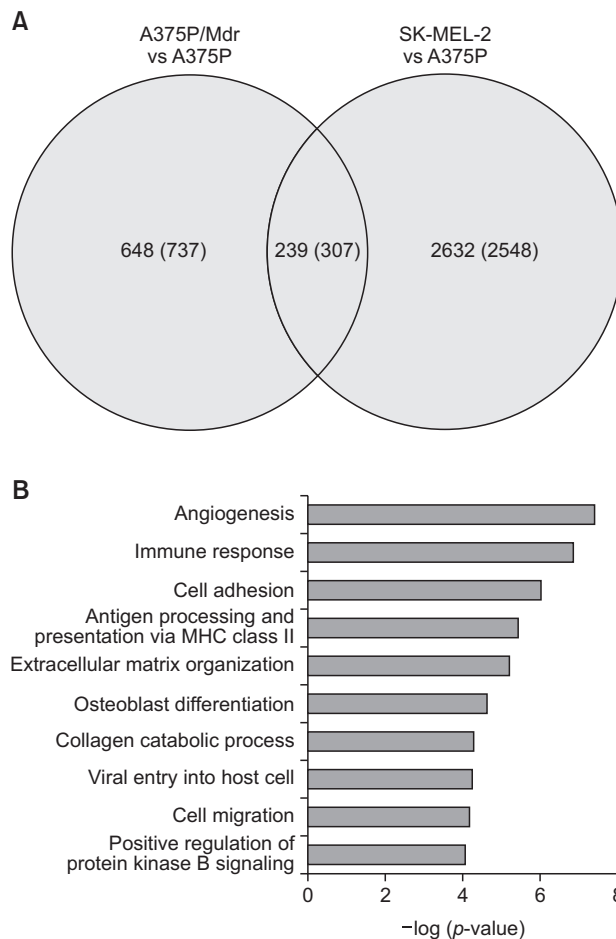 A
A375P/Mdr
vs A375P
SK-MEL-2
vs A375P
648 (737)
239 (307)
2632 (2548)
B
Angiogenesis
Immune response
Cell adhesion
Antigen processing and
presentation via MHC class II
Extracellular matrix organization
Osteoblast differentiation
Collagen catabolic process
Viral entry into host cell
Cell migration
Positive regulation of
protein kinase B signaling
0 2 4 6 8
−log (p-value)